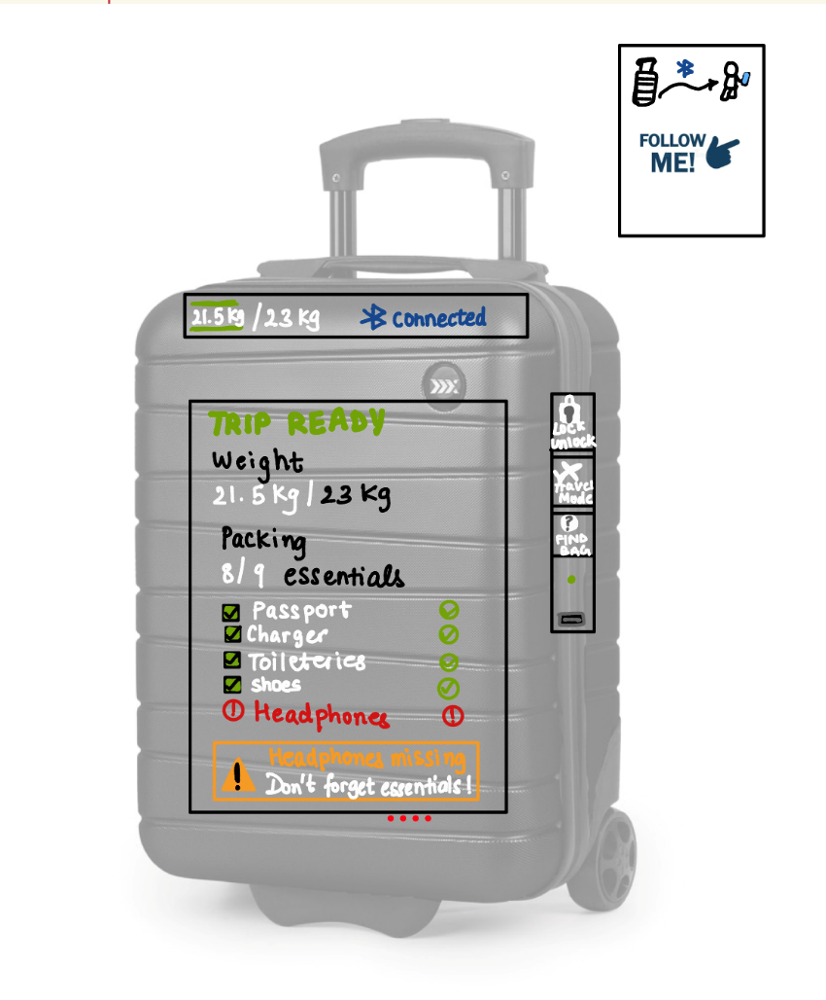 FOLLOW
ME!
21.5 kg / 23 kg connected
TRIP READY
Weight
21.5 kg / 23 kg
Packing
8/9 essentials
Passport
Charger
Toileteries
shoes
Headphones
Headphones missing
Don't forget essentials!
Lock
unlock
Travel
Mode
FIND
BAG